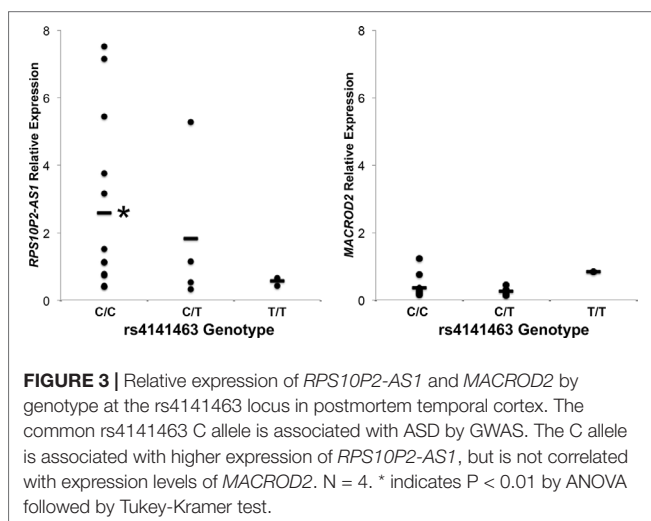 8
6
4
2
0
RPS10P2-AS1 Relative Expression
*
C/C C/T T/T
rs4141463 Genotype
8
6
4
2
0
MACROD2 Relative Expression
C/C C/T T/T
rs4141463 Genotype
FIGURE 3 | Relative expression of RPS10P2-AS1 and MACROD2 by
genotype at the rs4141463 locus in postmortem temporal cortex. The
common rs4141463 C allele is associated with ASD by GWAS. The C allele
is associated with higher expression of RPS10P2-AS1, but is not correlated
with expression levels of MACROD2. N = 4. * indicates P < 0.01 by ANOVA
followed by Tukey-Kramer test.